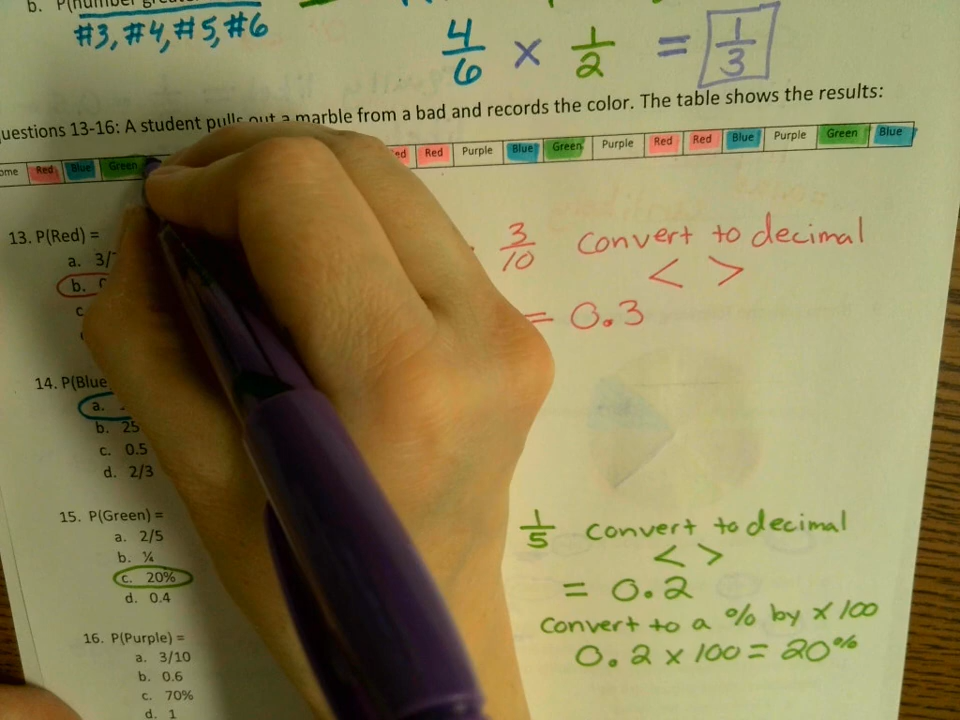 b. P(number greate
#3, #4, #5, #6
4/6 x 1/2 = 1/3
uestions 13-16: A student pulls out a marble from a bad and records the color. The table shows the results:
ome Red Blue Green ed Red Purple Blue Green Purple Red Red Blue Purple Green Blue
13. P(Red) =
a. 3/
b. 0
c
3/10 convert to decimal
< >
= 0.3
14. P(Blue
a.
b. 25
c. 0.5
d. 2/3
15. P(Green) =
a. 2/5
b. ¼
c. 20%
d. 0.4
1/5 convert to decimal
< >
= 0.2
convert to a % by x 100
0.2 x 100 = 20%
16. P(Purple) =
a. 3/10
b. 0.6
c. 70%
d. 1